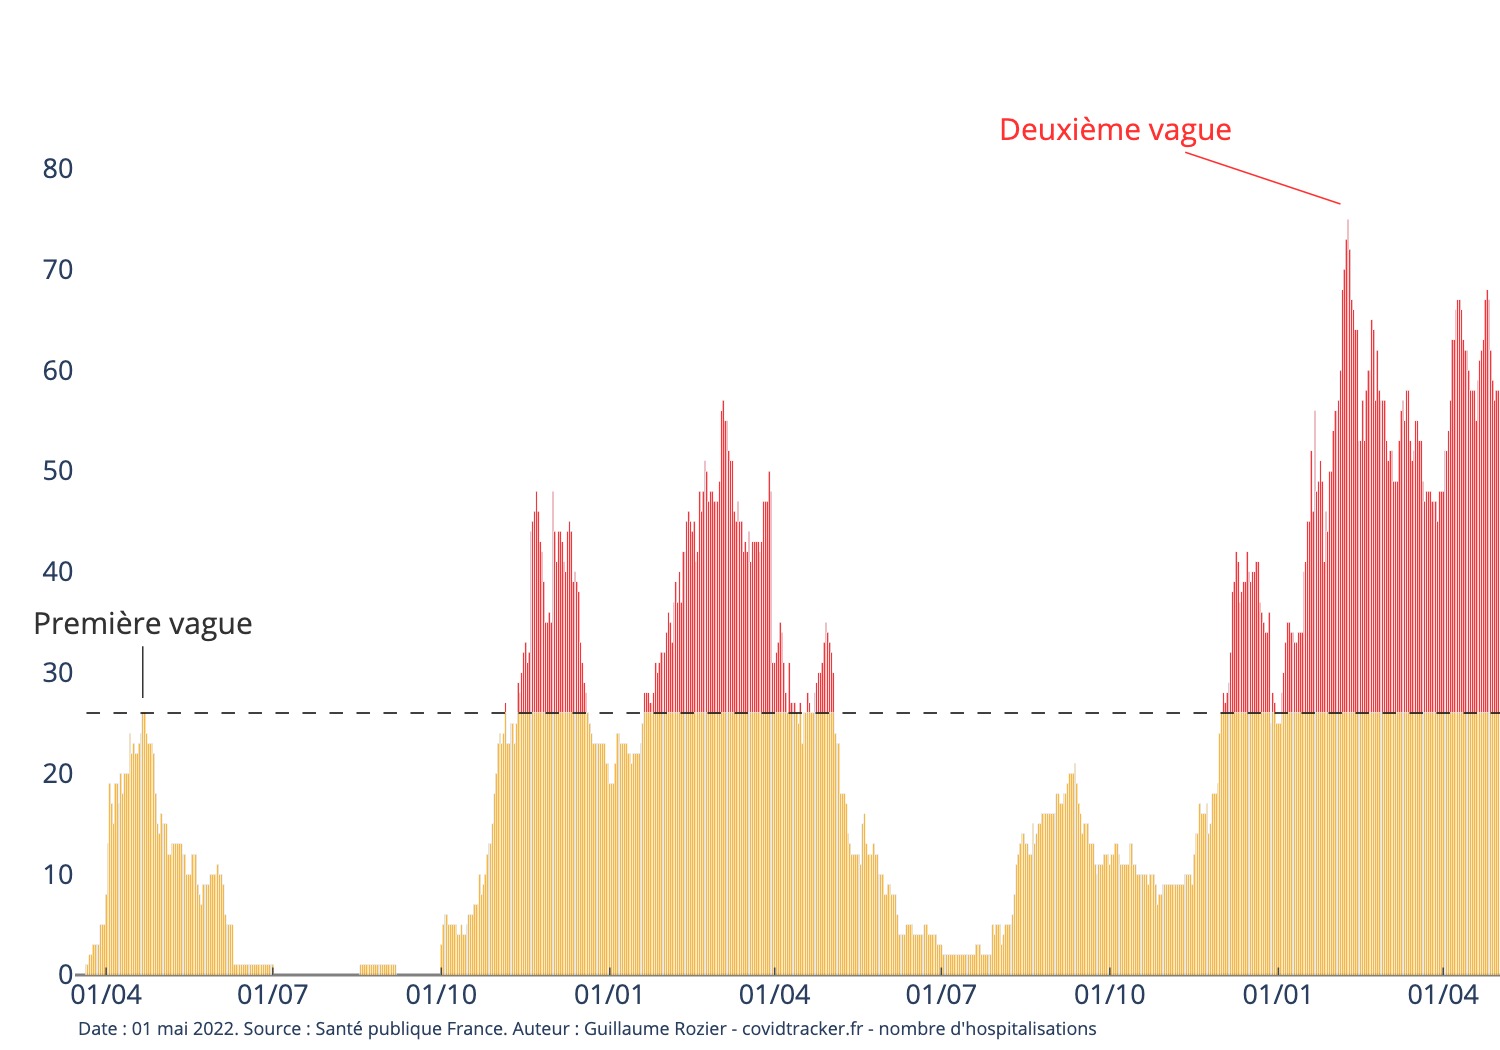 Deuxième vague
80
70
60
50
40
Première vague
30
20
10
0
01/04 01/07 01/10 01/01 01/04 01/07 01/10 01/01 01/04
Date : 01 mai 2022. Source : Santé publique France. Auteur : Guillaume Rozier - covidtracker.fr - nombre d'hospitalisations